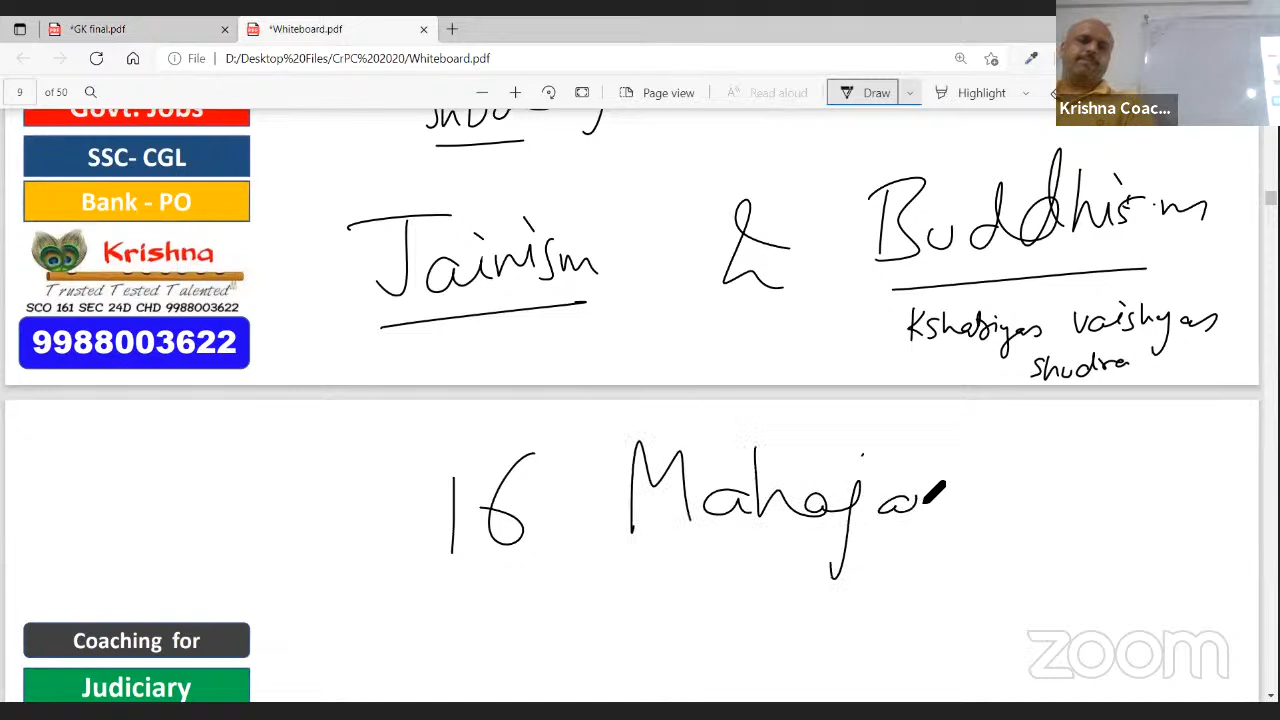 *GK final.pdf
*Whiteboard.pdf
File
D:/Desktop%20Files/CrPC%202020/Whiteboard.pdf
9 of 50
Page view
Read aloud
Draw
Highlight
Krishna Coac...
Govt. Jobs
SSC- CGL
Bank - PO
Krishna
Trusted Tested Talented
SCO 161 SEC 24D CHD 9988003622
9988003622
Jainism & Buddhism
Vaishyas
Shudra
16 Mahaja
Coaching for
Judiciary
zoom